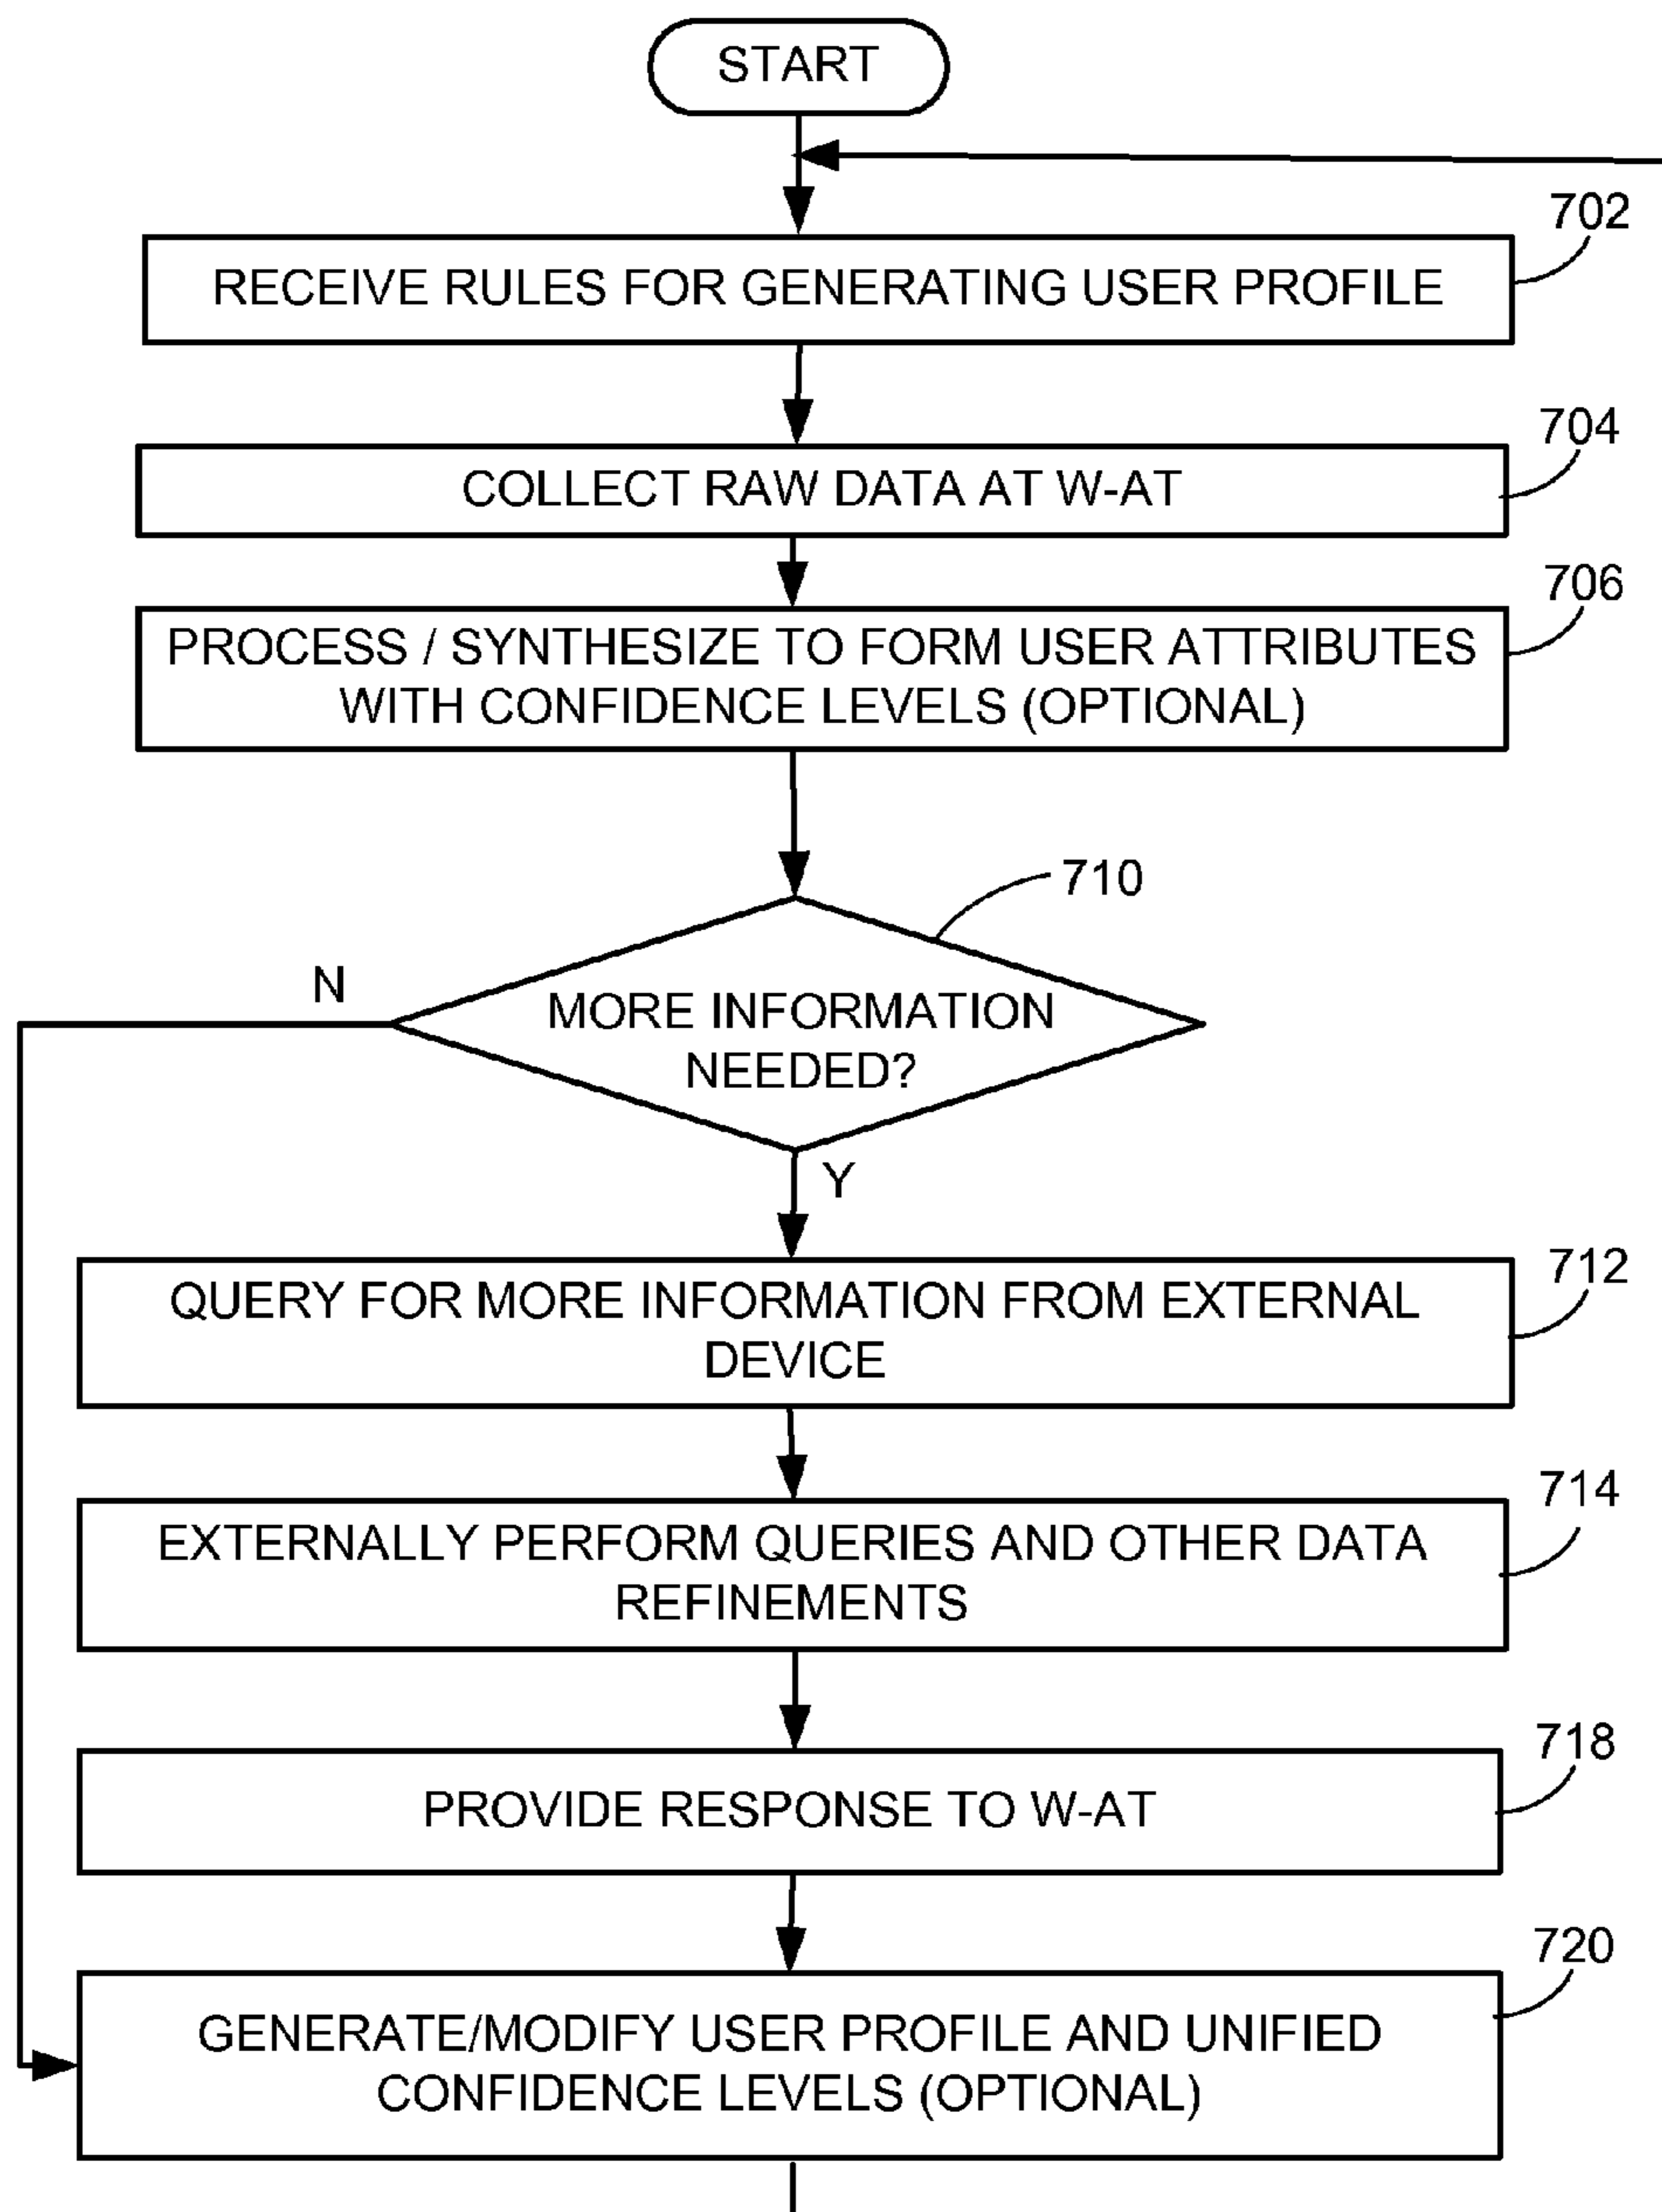 START
702
RECEIVE RULES FOR GENERATING USER PROFILE
704
COLLECT RAW DATA AT W-AT
706
PROCESS / SYNTHESIZE TO FORM USER ATTRIBUTES
WITH CONFIDENCE LEVELS (OPTIONAL)
710
N
MORE INFORMATION
NEEDED?
Y
712
QUERY FOR MORE INFORMATION FROM EXTERNAL
DEVICE
714
EXTERNALLY PERFORM QUERIES AND OTHER DATA
REFINEMENTS
718
PROVIDE RESPONSE TO W-AT
720
GENERATE/MODIFY USER PROFILE AND UNIFIED
CONFIDENCE LEVELS (OPTIONAL)